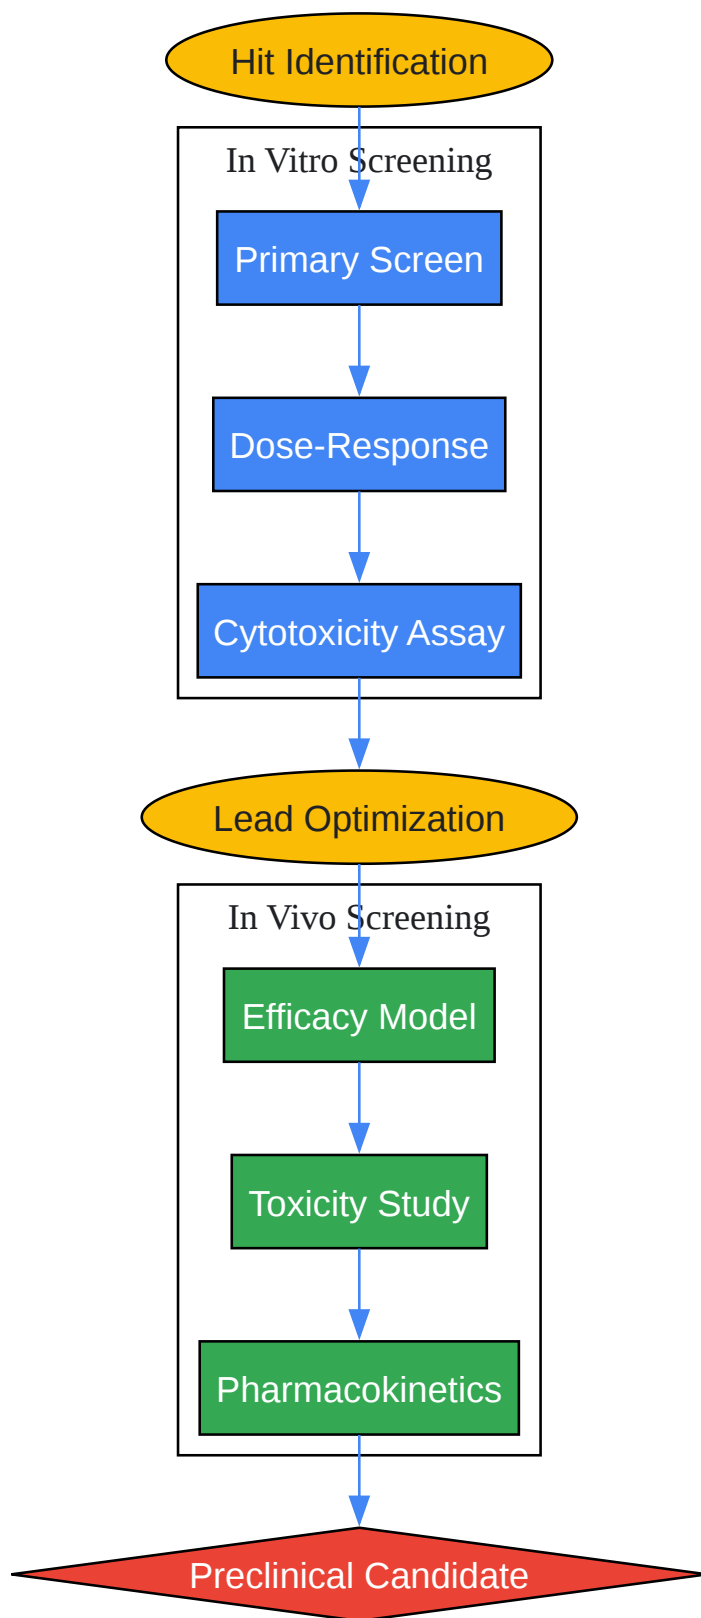 Hit Identification
In Vitro Screening
Primary Screen
Dose-Response
Cytotoxicity Assay
Lead Optimization
In Vivo Screening
Efficacy Model
Toxicity Study
Pharmacokinetics
Preclinical Candidate